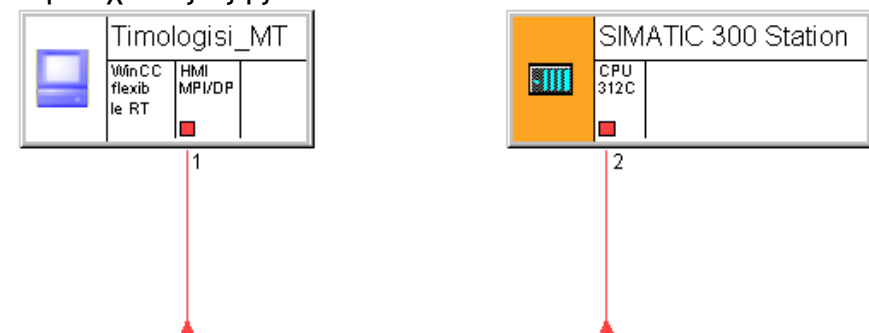 Timologisi_MT
WinCC
flexib
le RT
HMI
MPI/DP
1
SIMATIC 300 Station
CPU
312C
2